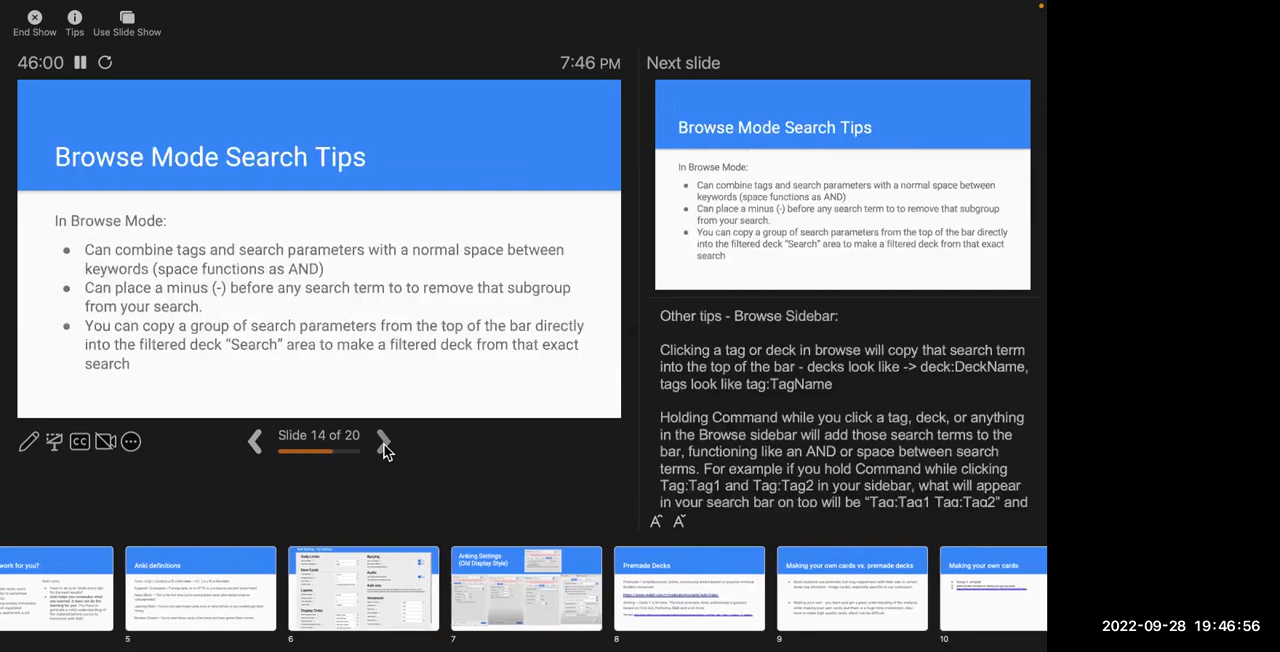 End Show
Tips
Use Slide Show
46:00
7:46 PM
Next slide
Browse Mode Search Tips
In Browse Mode:
● Can combine tags and search parameters with a normal space between
keywords (space functions as AND)
● Can place a minus (-) before any search term to to remove that subgroup
from your search.
● You can copy a group of search parameters from the top of the bar directly
into the filtered deck “Search” area to make a filtered deck from that exact
search
Browse Mode Search Tips
In Browse Mode:
● Can combine tags and search parameters with a normal space between
keywords (space functions as AND)
● Can place a minus (-) before any search term to to remove that subgroup
from your search.
● You can copy a group of search parameters from the top of the bar directly
into the filtered deck “Search” area to make a filtered deck from that exact
search
Other tips - Browse Sidebar:
Clicking a tag or deck in browse will copy that search term
into the top of the bar - decks look like -> deck:DeckName,
tags look like tag:TagName
Holding Command while you click a tag, deck, or anything
in the Browse sidebar will add those search terms to the
bar, functioning like an AND or space between search
terms. For example if you hold Command while clicking
Tag:Tag1 and Tag:Tag2 in your sidebar, what will appear
in your search bar on top will be “Tag:Tag1 Tag:Tag2” and
CC
Slide 14 of 20
work for you?
Anki definitions
Anking Settings
(Old Display Style)
Premade Decks
Making your own cards vs. premade decks
Making your own cards
5
6
7
8
9
10
2022-09-28 19:46:56